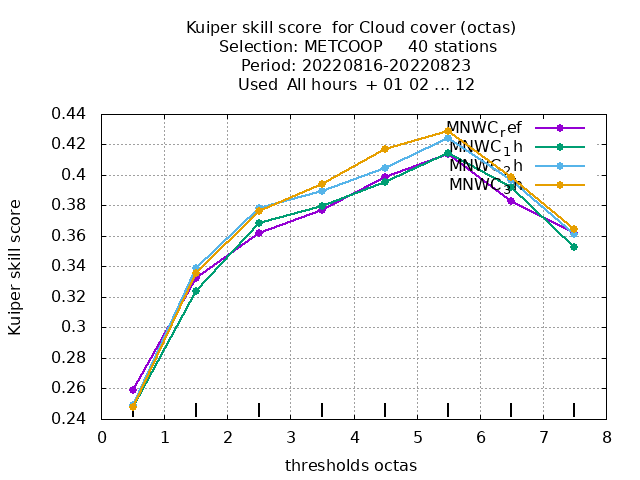 Kuiper skill score  for Cloud cover (octas)
Selection: METCOOP     40 stations
Period: 20220816-20220823
Used  All hours  + 01 02 ... 12
Kuiper skill score
0.44
0.42
0.4
0.38
0.36
0.34
0.32
0.3
0.28
0.26
0.24
MNWC_ref
MNWC_1h
MNWC_2h
MNWC_3h
0 1 2 3 4 5 6 7 8
thresholds octas